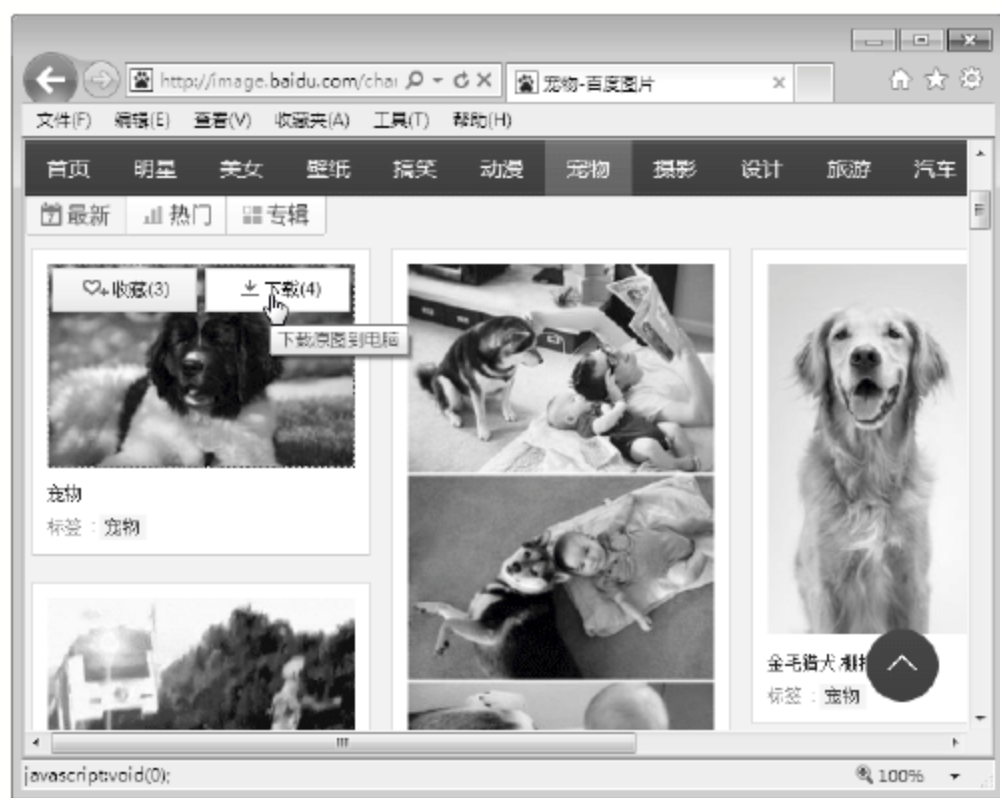 http://image.baidu.com/char
宠物-百度图片
文件(F) 编辑(E) 查看(V) 收藏夹(A) 工具(T) 帮助(H)
首页 明星 美女 壁纸 搞笑 动漫 宠物 摄影 设计 旅游 汽车
7 最新 热门 专辑
收藏(3) 下载(4)
下载原图到电脑
宠物
标签：宠物
金毛猎犬
标签：宠物
javascript:void(0);
100%